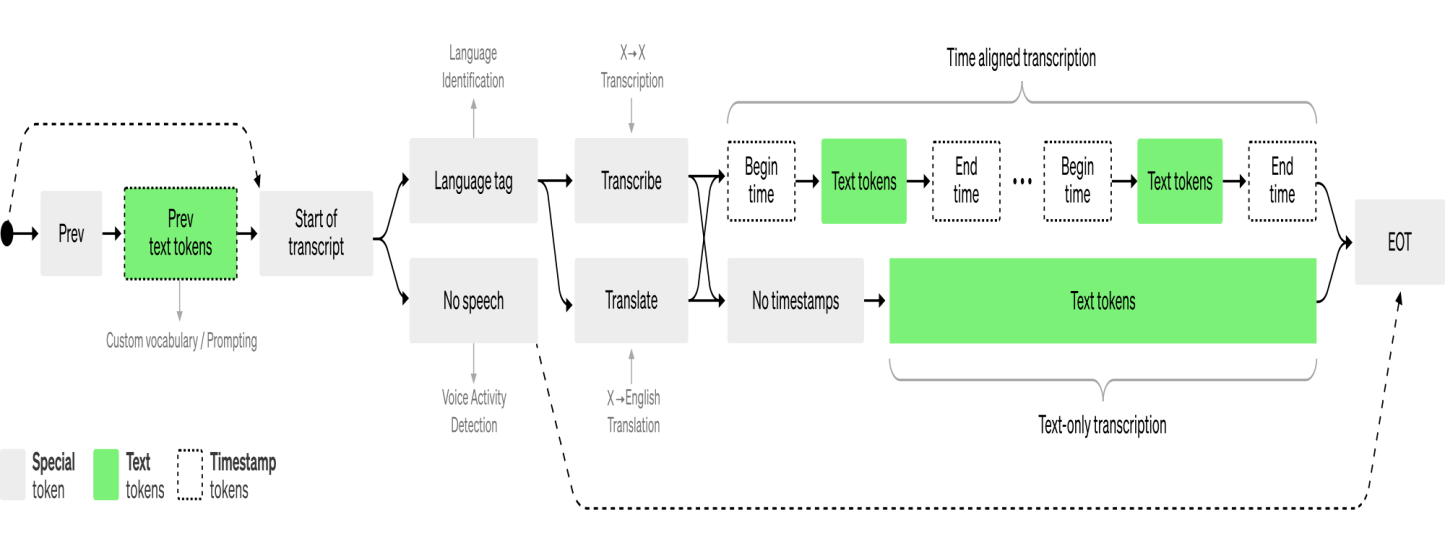 Language
Identification
X→X
Transcription
Time aligned transcription
Prev
Prev
text tokens
Start of
transcript
Language tag
Transcribe
Begin
time
Text tokens
End
time
...
Begin
time
Text tokens
End
time
EOT
No speech
Translate
No timestamps
Text tokens
Custom vocabulary / Prompting
Voice Activity
Detection
X→English
Translation
Text-only transcription
Special
token
Text
tokens
Timestamp
tokens